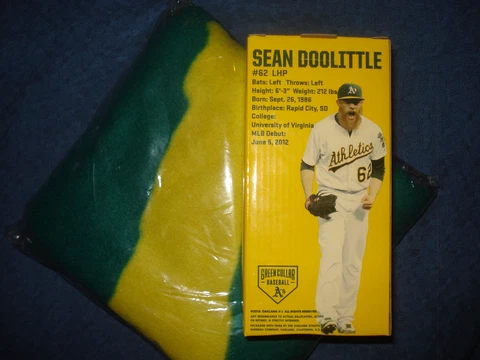 SEAN DOOLITTLE
#62 LHP
Bats: Left Throws: Left
Height: 6'-3" Weight: 212 lbs
Born: Sept. 26, 1986
Birthplace: Rapid City, SD
College:
University of Virginia
MLB Debut:
June 5, 2012
A's
Athletics
62
GREEN COLLAR
BASEBALL
A's